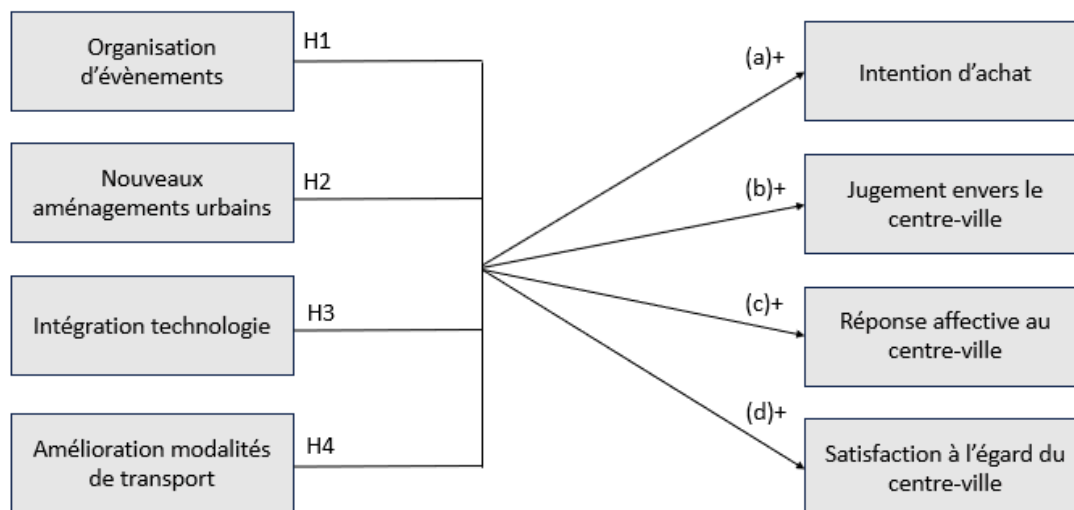 Organisation
d'évènements
H1
Nouveaux
aménagements urbains
H2
Intégration technologie
H3
Amélioration modalités
de transport
H4
(a)+
Intention d'achat
(b)+
Jugement envers le
centre-ville
(c)+
Réponse affective au
centre-ville
(d)+
Satisfaction à l'égard du
centre-ville